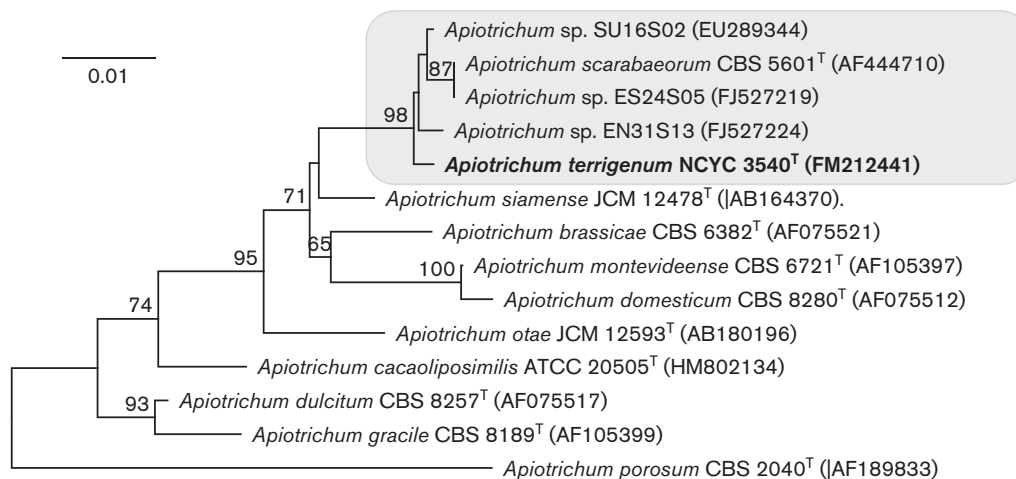 0.01
Apiotrichum sp. SU16S02 (EU289344)
87
Apiotrichum scarabaeorum CBS 5601ᵀ (AF444710)
Apiotrichum sp. ES24S05 (FJ527219)
98
Apiotrichum sp. EN31S13 (FJ527224)
Apiotrichum terrigenum NCYC 3540ᵀ (FM212441)
71
Apiotrichum siamense JCM 12478ᵀ (|AB164370).
Apiotrichum brassicae CBS 6382ᵀ (AF075521)
65
95
100
Apiotrichum montevideense CBS 6721ᵀ (AF105397)
Apiotrichum domesticum CBS 8280ᵀ (AF075512)
74
Apiotrichum otae JCM 12593ᵀ (AB180196)
Apiotrichum cacaoliposimilis ATCC 20505ᵀ (HM802134)
93
Apiotrichum dulcitum CBS 8257ᵀ (AF075517)
Apiotrichum gracile CBS 8189ᵀ (AF105399)
Apiotrichum porosum CBS 2040ᵀ (|AF189833)